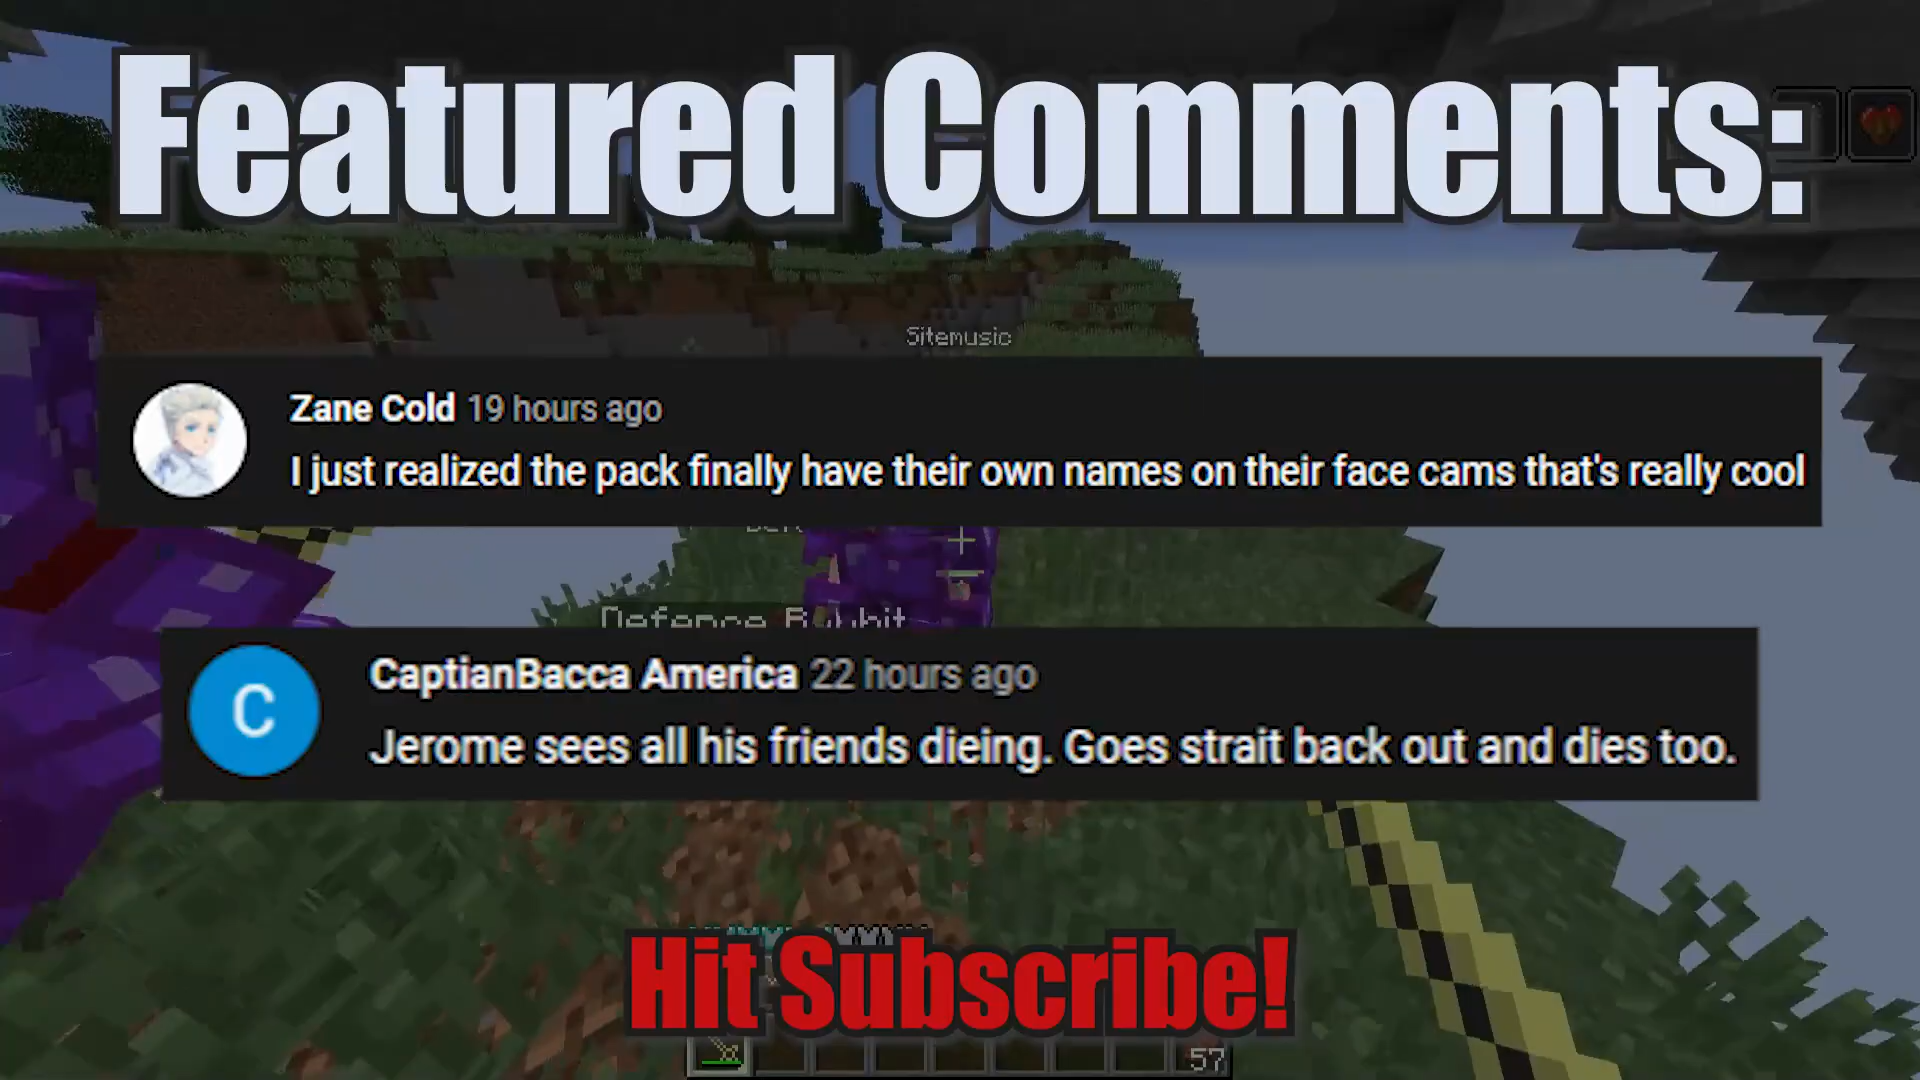 Featured Comments:
Sitemusic
Zane Cold 19 hours ago
I just realized the pack finally have their own names on their face cams that's really cool
Defence Rabbit
C
CaptianBacca America 22 hours ago
Jerome sees all his friends dieing. Goes strait back out and dies too.
Hit Subscribe!
57